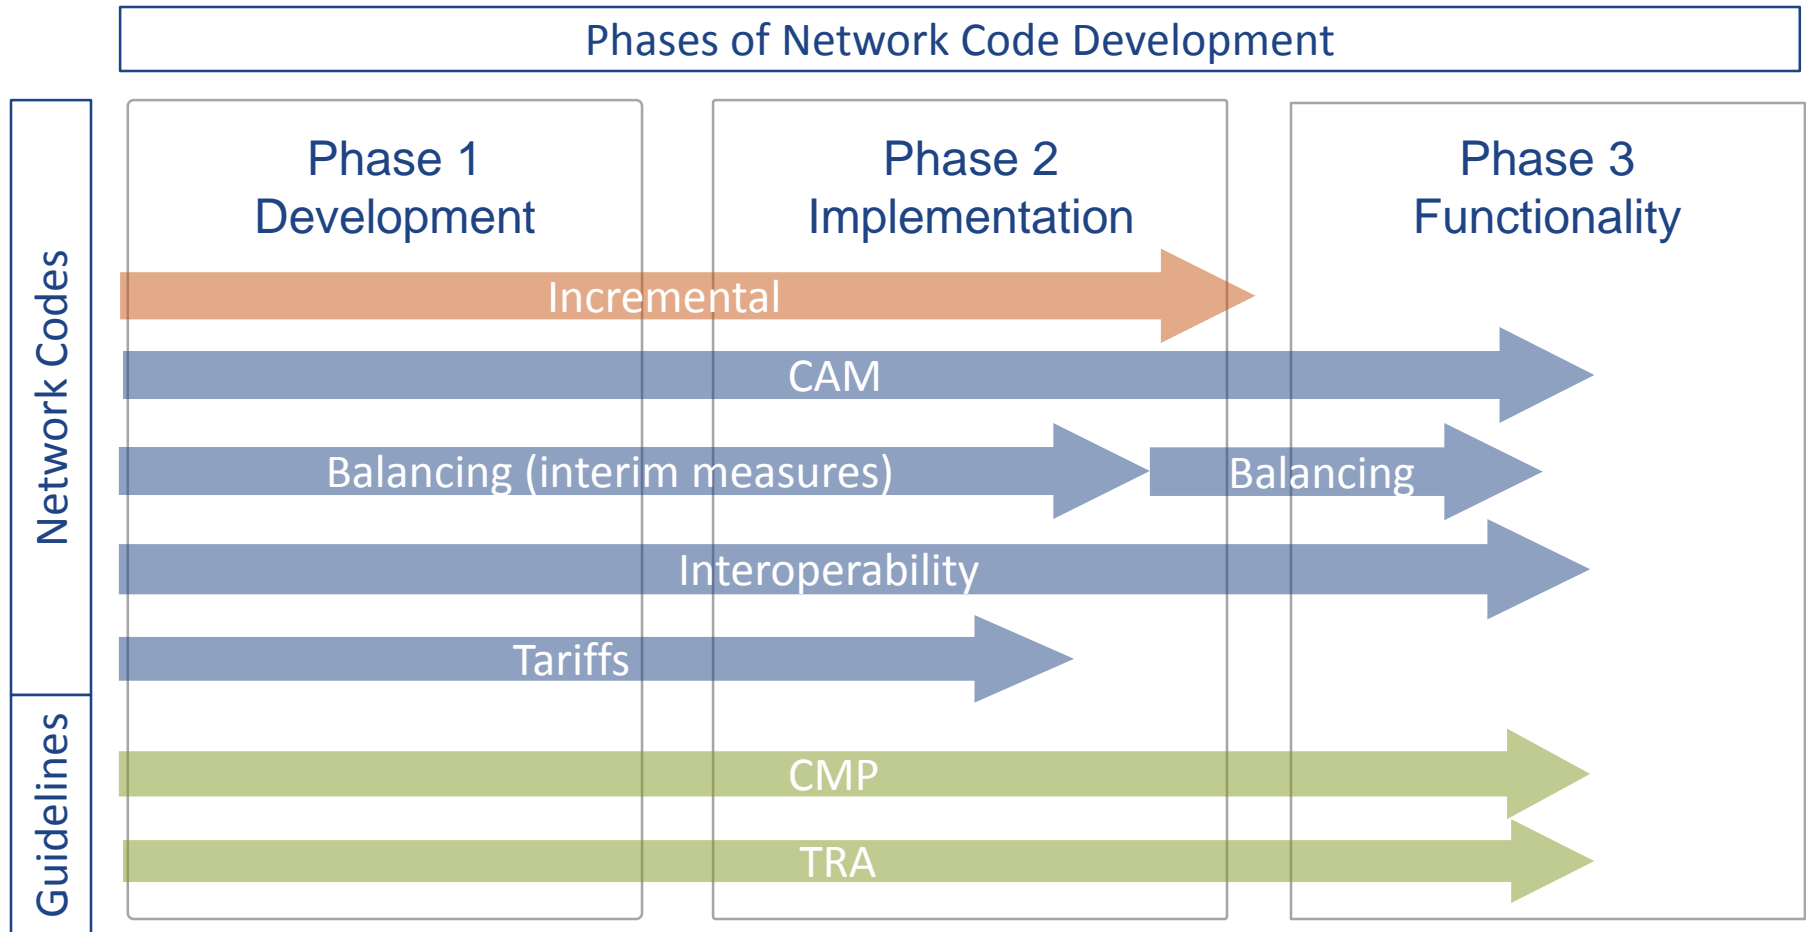 Phases of Network Code Development
Network Codes
Phase 1
Development
Phase 2
Implementation
Phase 3
Functionality
Incremental
CAM
Balancing (interim measures)
Balancing
Interoperability
Tariffs
Guidelines
CMP
TRA